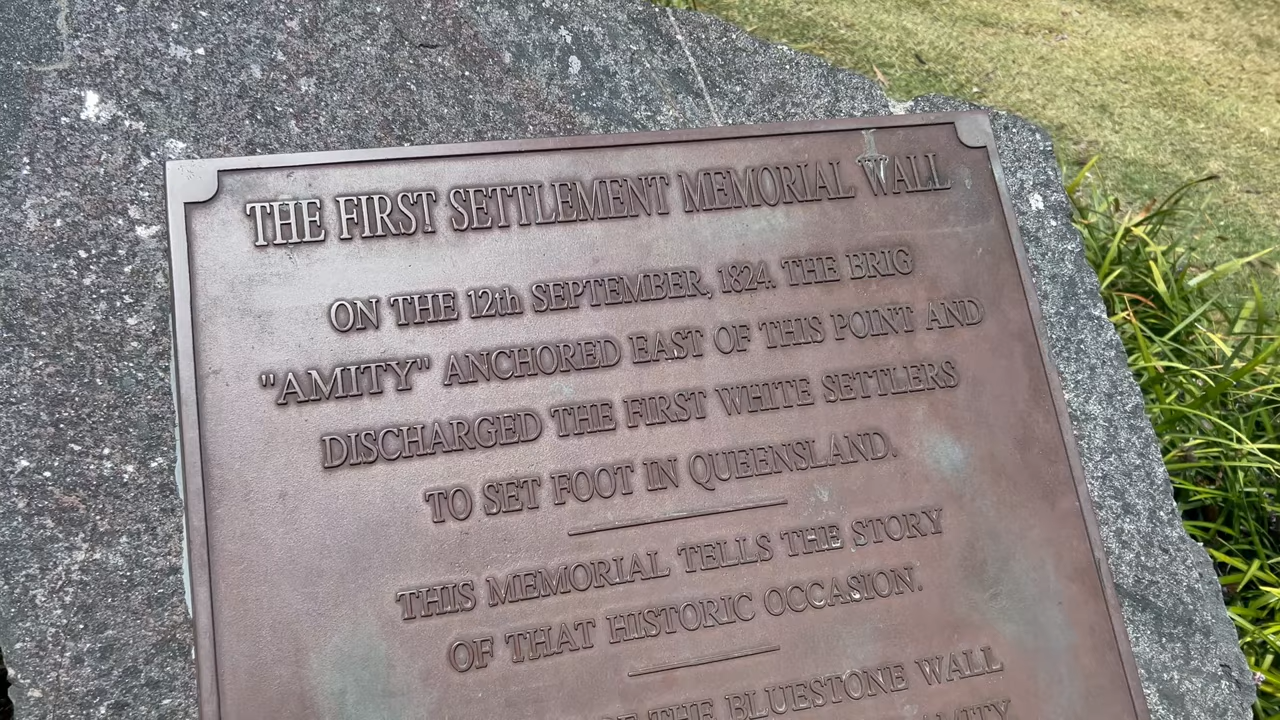 THE FIRST SETTLEMENT MEMORIAL WALL
ON THE 12th SEPTEMBER, 1824. THE BRIG
"AMITY" ANCHORED EAST OF THIS POINT AND
DISCHARGED THE FIRST WHITE SETTLERS
TO SET FOOT IN QUEENSLAND.
THIS MEMORIAL TELLS THE STORY
OF THAT HISTORIC OCCASION.
THE BLUESTONE WALL
AMITY